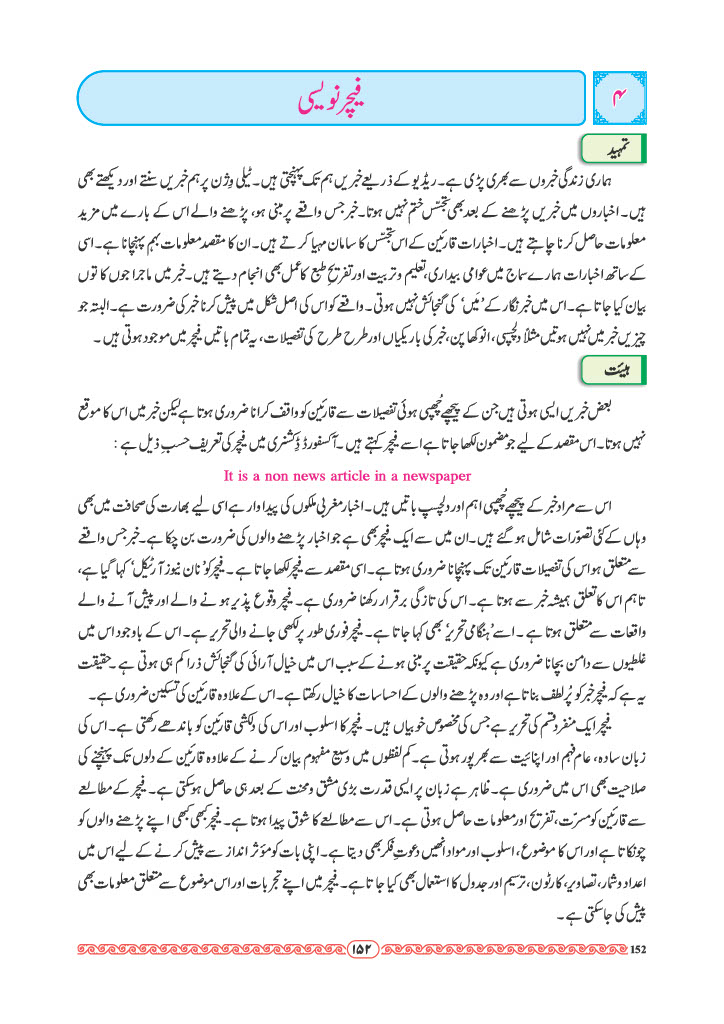 ۴
فیچر نویسی
تمہید
ہماری زندگی خبروں سے بھری پڑی ہے۔ ریڈیو کے ذریعے خبریں ہم تک پہنچتی ہیں۔ ٹیلی وِژن پر ہم خبریں سنتے اور دیکھتے بھی
ہیں۔ اخباروں میں خبریں پڑھنے کے بعد بھی تجسّس ختم نہیں ہوتا۔ خبر جس واقعے پر مبنی ہو، پڑھنے والے اس کے بارے میں مزید
معلومات حاصل کرنا چاہتے ہیں۔ اخبارات قارئین کے اس تجسّس کا سامان مہیا کرتے ہیں۔ ان کا مقصد معلومات بہم پہنچانا ہے۔ اسی
کے ساتھ اخبارات ہمارے سماج میں عوامی بیداری، تعلیم و تربیت اور تفریحِ طبع کا عمل بھی انجام دیتے ہیں۔ خبر میں ماجرا جوں کا توں
بیان کیا جاتا ہے۔ اس میں خبر نگار کے ’مَیں‘ کی گنجائش نہیں ہوتی۔ واقعے کو اس کی اصل شکل میں پیش کرنا خبر کی ضرورت ہے۔ البتہ جو
چیزیں خبر میں نہیں ہوتیں مثلاً دلچسپی، انوکھا پن، خبر کی باریکیاں اور طرح طرح کی تفصیلات، یہ تمام باتیں فیچر میں موجود ہوتی ہیں۔
ہیئت
بعض خبریں ایسی ہوتی ہیں جن کے پیچھے چُھپی ہوئی تفصیلات سے قارئین کو واقف کرانا ضروری ہوتا ہے لیکن خبر میں اس کا موقع
نہیں ہوتا۔ اس مقصد کے لیے جو مضمون لکھا جاتا ہے اسے فیچر کہتے ہیں۔ آکسفورڈ ڈِکشنری میں فیچر کی تعریف حسبِ ذیل ہے :
It is a non news article in a newspaper
اس سے مراد خبر کے پیچھے چُھپی اہم اور دلچسپ باتیں ہیں۔ اخبار مغربی ملکوں کی پیداوار ہے اسی لیے بھارت کی صحافت میں بھی
وہاں کے کئی تصوّرات شامل ہو گئے ہیں۔ ان میں سے ایک فیچر بھی ہے جو اخبار پڑھنے والوں کی ضرورت بن چکا ہے۔ خبر جس واقعے
سے متعلق ہو اس کی تفصیلات قارئین تک پہنچانا ضروری ہوتا ہے۔ اسی مقصد سے فیچر لکھا جاتا ہے۔ فیچر کو ’نان نیوز آرٹیکل‘ کہا گیا ہے،
تاہم اس کا تعلق ہمیشہ خبر سے ہوتا ہے۔ اس کی تازگی برقرار رکھنا ضروری ہے۔ فیچر وقوع پذیر ہونے والے اور پیش آنے والے
واقعات سے متعلق ہوتا ہے۔ اسے ’ہنگامی تحریر‘ بھی کہا جاتا ہے۔ فیچر فوری طور پر لکھی جانے والی تحریر ہے۔ اس کے باوجود اس میں
غلطیوں سے دامن بچانا ضروری ہے کیونکہ حقیقت پر مبنی ہونے کے سبب اس میں خیال آرائی کی گنجائش ذرا کم ہی ہوتی ہے۔ حقیقت
یہ ہے کہ فیچر خبر کو پُر لطف بناتا ہے اور وہ پڑھنے والوں کے احساسات کا خیال رکھتا ہے۔ اس کے علاوہ قارئین کی تسکین ضروری ہے۔
فیچر ایک منفرد قسم کی تحریر ہے جس کی مخصوص خوبیاں ہیں۔ فیچر کا اسلوب اور اس کی دلکشی قارئین کو باندھے رکھتی ہے۔ اس کی
زبان سادہ، عام فہم اور اپنائیت سے بھرپور ہوتی ہے۔ کم لفظوں میں وسیع مفہوم بیان کرنے کے علاوہ قارئین کے دلوں تک پہنچنے کی
صلاحیت بھی اس میں ضروری ہے۔ ظاہر ہے زبان پر ایسی قدرت بڑی مشق و محنت کے بعد ہی حاصل ہو سکتی ہے۔ فیچر کے مطالعے
سے قارئین کو مسرّت، تفریح اور معلومات حاصل ہوتی ہے۔ اس سے مطالعے کا شوق پیدا ہوتا ہے۔ فیچر کبھی کبھی اپنے پڑھنے والوں کو
چونکاتا ہے اور اس کا موضوع، اسلوب اور مواد انھیں دعوتِ فکر بھی دیتا ہے۔ اپنی بات کو مؤثر انداز سے پیش کرنے کے لیے اس میں
اعداد و شمار، تصاویر، کارٹون، ترسیم اور جدول کا استعمال بھی کیا جاتا ہے۔ فیچر میں اپنے تجربات اور اس موضوع سے متعلق معلومات بھی
پیش کی جاسکتی ہے۔
۱۵۲
152